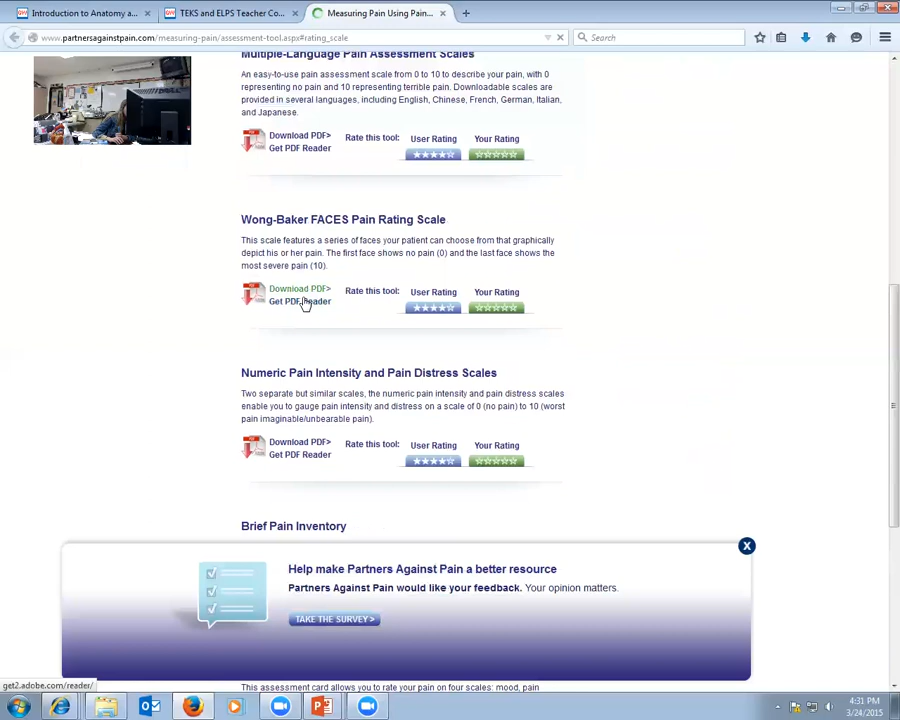 Introduction to Anatomy a...
TEKS and ELPS Teacher Co...
Measuring Pain Using Pain...
www.partnersagainstpain.com/measuring-pain/assessment-tool.aspx#rating_scale
Search
Multiple-Language Pain Assessment Scales
An easy-to-use pain assessment scale from 0 to 10 to describe your pain, with 0
representing no pain and 10 representing terrible pain. Downloadable scales are
provided in several languages, including English, Chinese, French, German, Italian,
and Japanese.
Download PDF>
Get PDF Reader
Rate this tool:
User Rating
Your Rating
Wong-Baker FACES Pain Rating Scale
This scale features a series of faces your patient can choose from that graphically
depict his or her pain. The first face shows no pain (0) and the last face shows the
most severe pain (10).
Download PDF>
Get PDF Reader
Rate this tool:
User Rating
Your Rating
Numeric Pain Intensity and Pain Distress Scales
Two separate but similar scales, the numeric pain intensity and pain distress scales
enable you to gauge pain intensity and distress on a scale of 0 (no pain) to 10 (worst
pain imaginable/unbearable pain).
Download PDF>
Get PDF Reader
Rate this tool:
User Rating
Your Rating
Brief Pain Inventory
X
Help make Partners Against Pain a better resource
Partners Against Pain would like your feedback. Your opinion matters.
TAKE THE SURVEY >
get2.adobe.com/reader/
This assessment card allows you to rate your pain on four scales: mood, pain
4:31 PM
3/24/2015